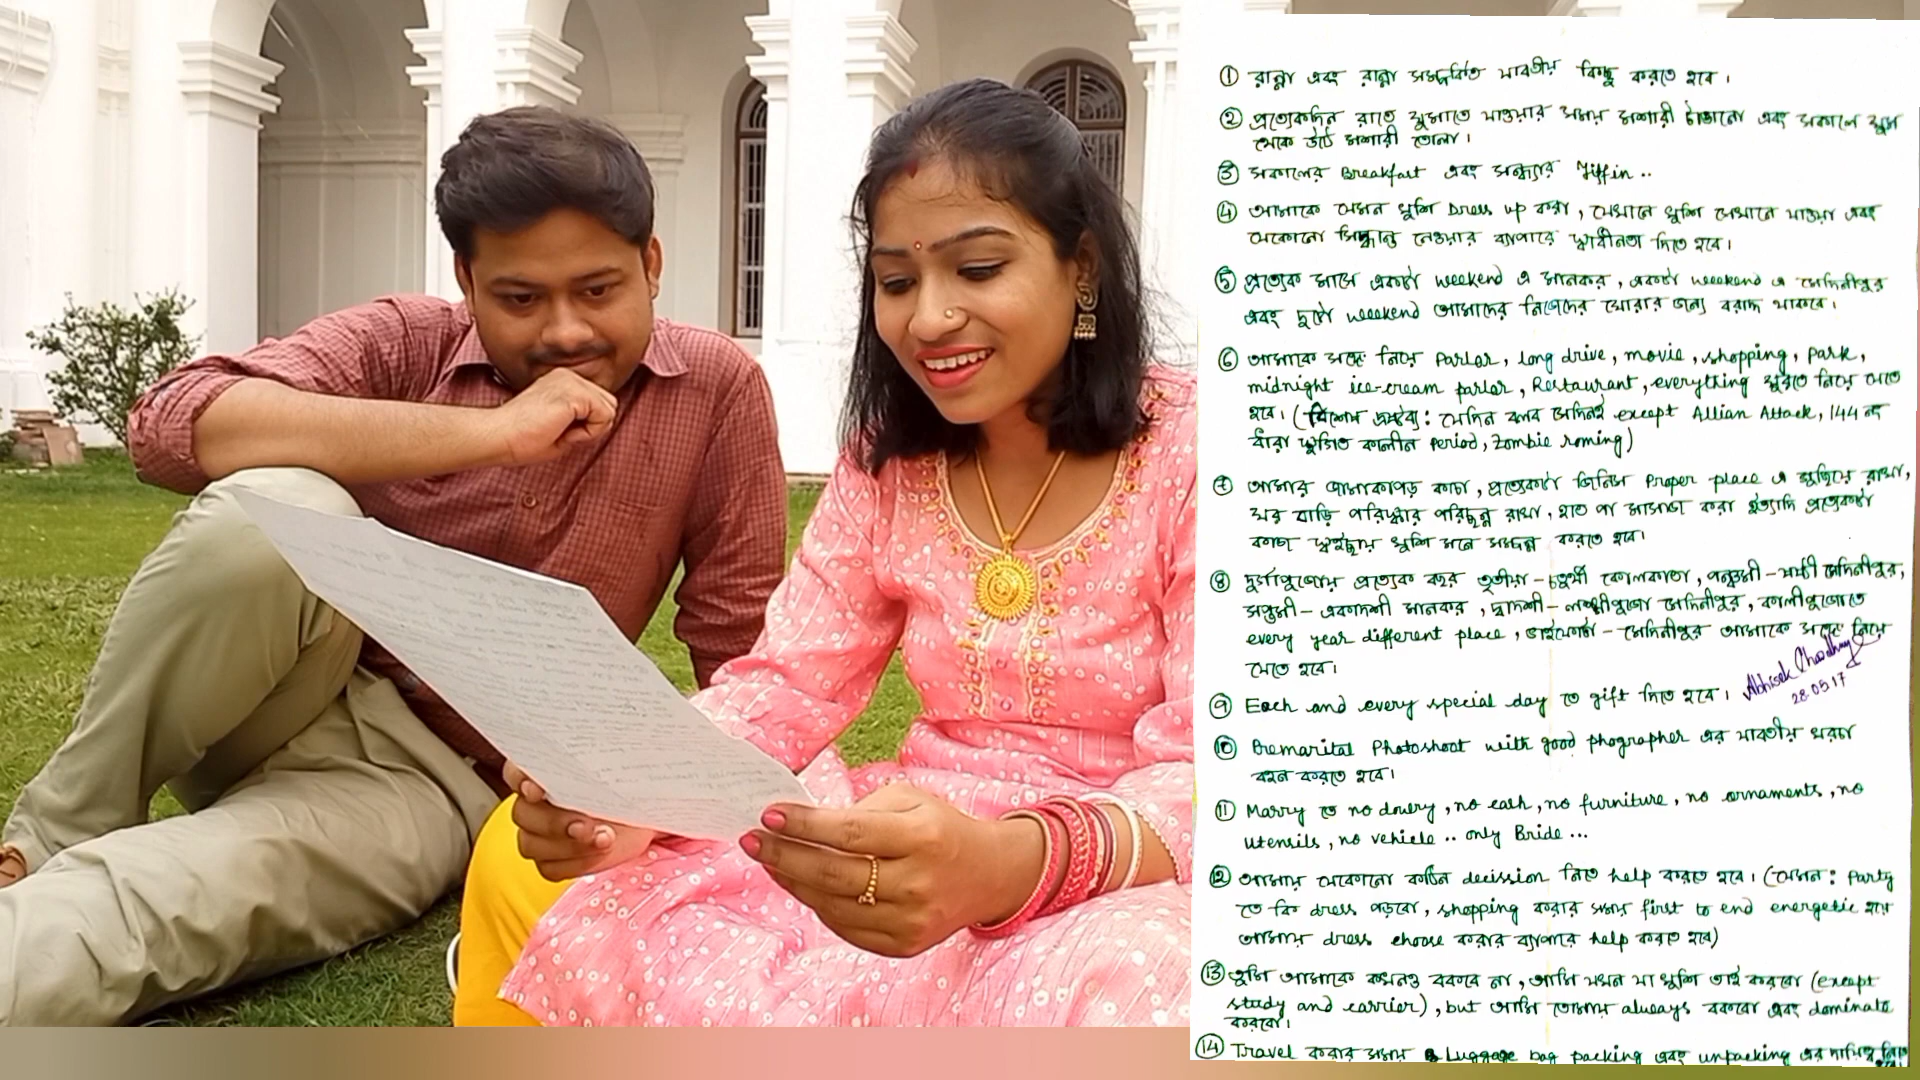 ① রান্না এবং রান্না সম্পর্কিত যাবতীয় কিছু করতে হবে।
② প্রত্যেকদিন রাতে ঘুমাতে যাওয়ার সময় মশারী টাঙানো এবং সকালে ঘুম
থেকে উঠে মশারী তোলা।
③ সকালের Breakfast এবং সন্ধ্যার Tiffin..
④ আমাকে যেমন খুশি Dress up করা, যেখানে খুশি সেখানে যাওয়া এবং
যেকোনো সিদ্ধান্ত নেওয়ার ব্যাপারে স্বাধীনতা দিতে হবে।
⑤ প্রত্যেক মাসে একটা weekend এ মানকর, একটা weekend এ মেদিনীপুর
এবং দুটো weekend আমাদের নিজেদের ঘোরার জন্য বরাদ্দ থাকবে।
⑥ আমাকে সঙ্গে নিয়ে Parlar, long drive, movie, shopping, park,
midnight ice-cream parlar, Restaurant, everything ঘুরতে নিয়ে যেতে
হবে। (বিশেষ দ্রষ্টব্য: যেদিন বলব সেদিনই except Allian Attack, 144 নং
ধারা স্থগিত কালীন Period, Zombie roming)
⑦ আমার জামাকাপড় কাচা, প্রত্যেকটা জিনিস Proper place এ গুছিয়ে রাখা,
ঘর বাড়ি পরিষ্কার পরিচ্ছন্ন রাখা, হাত পা ম্যাসাজ করা ইত্যাদি প্রত্যেকটা
কাজ স্বইচ্ছায় খুশি মনে সম্পন্ন করতে হবে।
⑧ দুর্গাপুজোয় প্রত্যেক বছর তৃতীয়া - চতুর্থী কোলকাতা, পঞ্চমী - ষষ্ঠী মেদিনীপুর,
সপ্তমী - একাদশী মানকর, দ্বাদশী - লক্ষ্মীপুজো মেদিনীপুর, কালীপুজোতে
every year different place, ভাইফোঁটা - মেদিনীপুর আমাকে সঙ্গে নিয়ে
যেতে হবে।
⑨ Each and every special day তে gift দিতে হবে।
Abhisek Chowdhury
28.05.17
⑩ Premarital Photoshoot with good phographer এর যাবতীয় খরচা
বহন করতে হবে।
⑪ Marry তে no dowry, no cash, no furniture, no ornaments, no
utensils, no vehicle .. only Bride ...
⑫ আমায় যেকোনো কঠিন decission নিতে help করতে হবে। (যেমন: Party
তে কি dress পড়বো, shopping করার সময় first to end energetic হয়ে
আমায় dress choose করার ব্যাপারে help করতে হবে)
⑬ তুমি আমাকে কখনও বকবে না, আমি যখন যা খুশি তাই করবো (except
study and carrier), but আমি তোমায় always বকবো এবং dominate
করবো।
⑭ Travel করার সময় Luggage bag packing এবং unpacking এর দায়িত্ব নিতে
হবে।